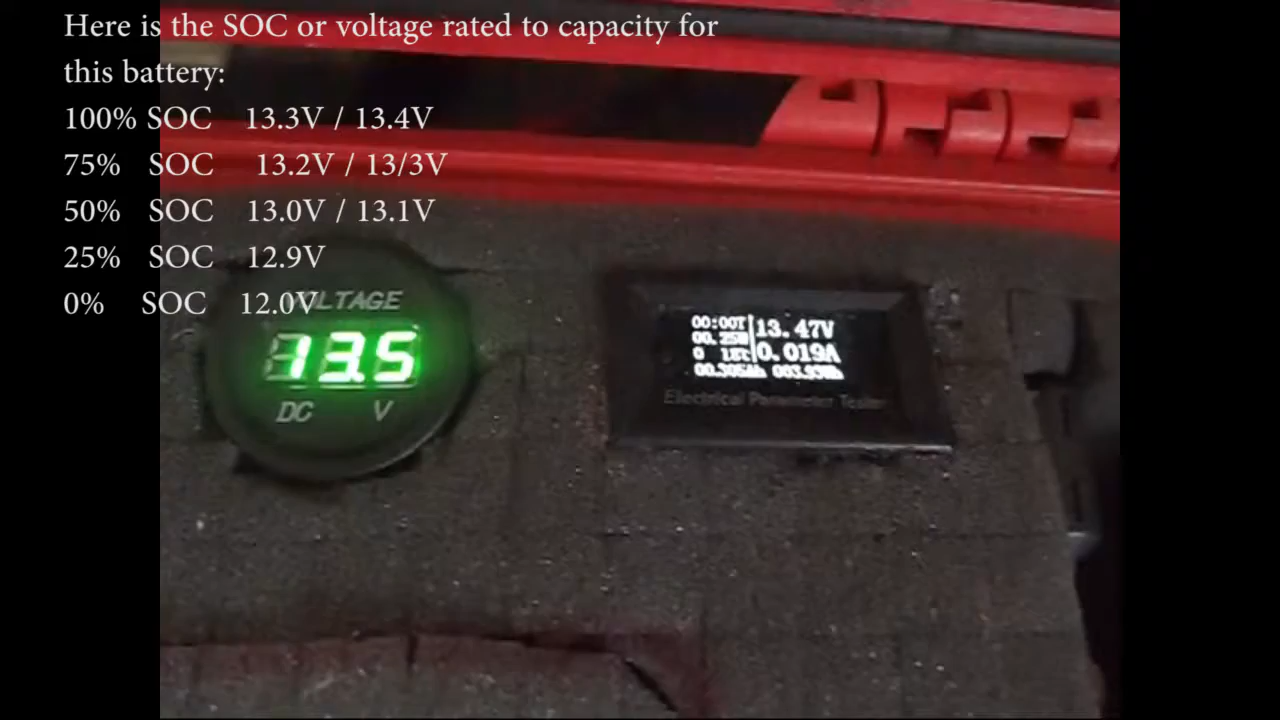 Here is the SOC or voltage rated to capacity for
this battery:
100% SOC 13.3V / 13.4V
75% SOC 13.2V / 13/3V
50% SOC 13.0V / 13.1V
25% SOC 12.9V
0% SOC 12.0V
VOLTAGE
13.5
DC V
13.47V
0.019A
Electrical Parameter Tester